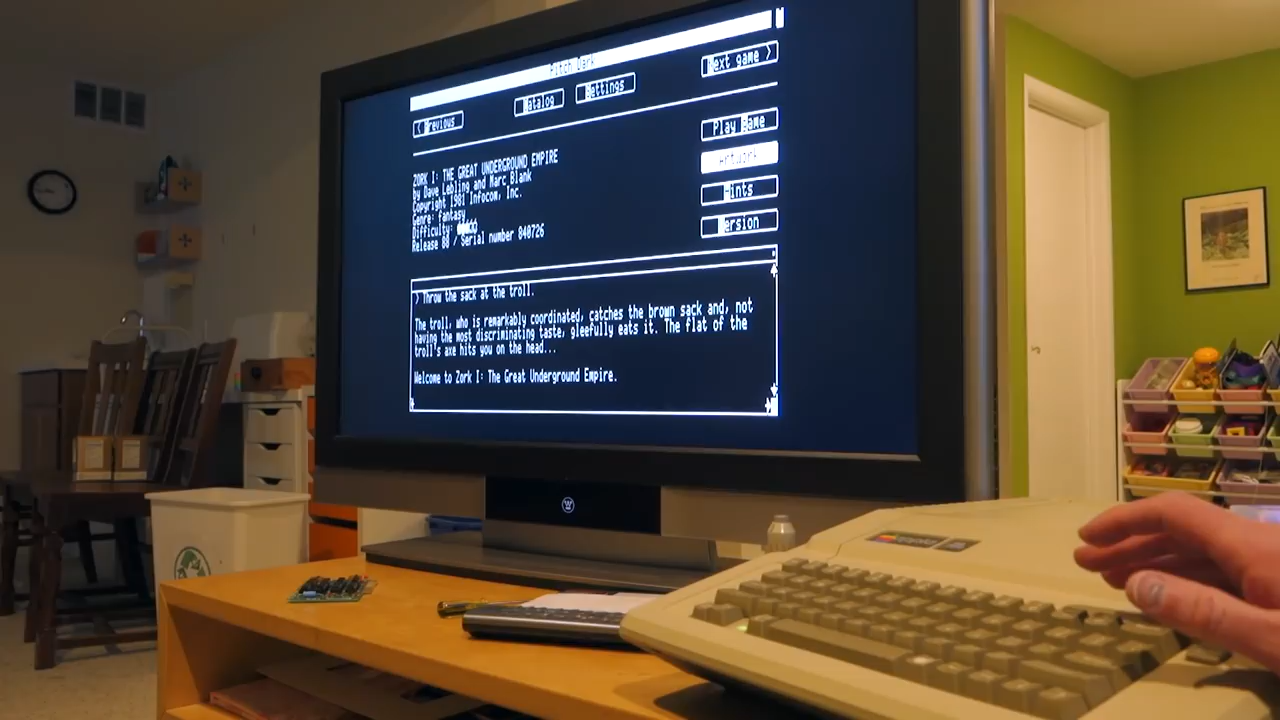 Pitch Dark
< Previous
Catalog
Settings
Next game >
ZORK I: THE GREAT UNDERGROUND EMPIRE
by Dave Lebling and Marc Blank
Copyright 1981 Infocom, Inc.
Genre: fantasy
Difficulty:
Release 88 / Serial number 840726
Play Game
Artwork
Hints
Version
> Throw the sack at the troll.
The troll, who is remarkably coordinated, catches the brown sack and, not
having the most discriminating taste, gleefully eats it. The flat of the
troll's axe hits you on the head...
Welcome to Zork I: The Great Underground Empire.